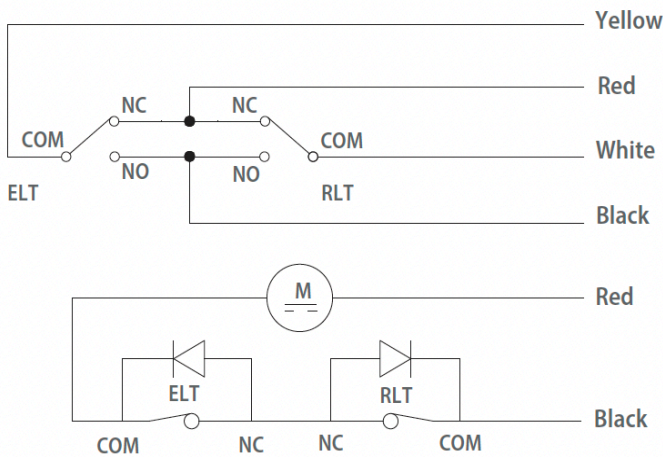 Yellow
Red
NC NC
COM COM
White
NO NO
ELT RLT
Black
M
Red
ELT RLT
Black
COM NC NC COM